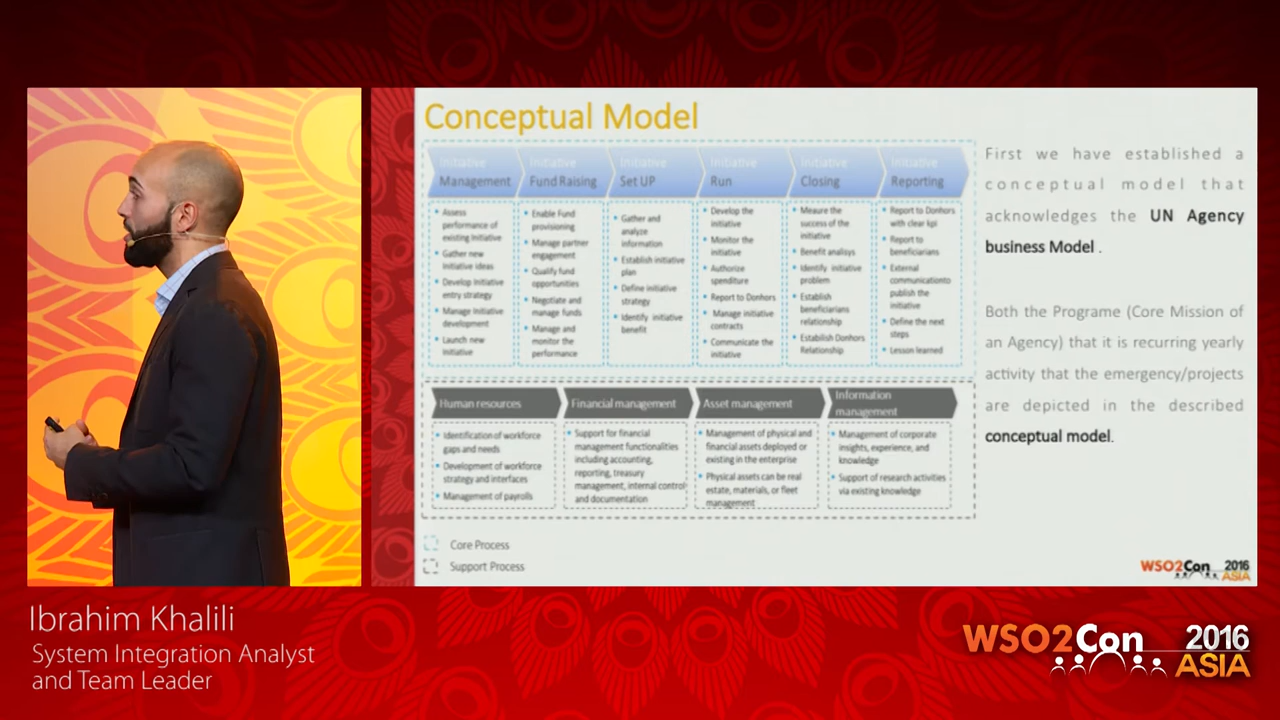 Conceptual Model
Initiative
Management
Initiative
Fund Raising
Initiative
Set UP
Initiative
Run
Initiative
Closing
Initiative
Reporting
Assess
performance of
existing Initiative
Gather new
Initiative ideas
Develop Initiative
entry strategy
Manage Initiative
development
Launch new
Initiative
Enable Fund
provisioning
Manage partner
engagement
Qualify fund
opportunities
Negotiate and
manage funds
Manage and
monitor the
performance
Gather and
analyze
information
Establish initiative
plan
Define initiative
strategy
Identify initiative
benefit
Develop the
initiative
Monitor the
initiative
Authorize
spenditure
Report to Donhors
Manage initiative
contracts
Communicate the
initiative
Meaure the
success of the
initiative
Benefit analisys
Identify initiative
problem
Establish
beneficiarians
relationship
Estabilish Donhors
Relationship
Report to Donhors
with clear kpi
Report to
beneficiarians
External
communicationto
publish the
initiative
Define the next
steps
Lesson learned
Human resources
Financial management
Asset management
Information
management
Identification of workforce
gaps and needs
Development of workforce
strategy and interfaces
Management of payrolls
Support for financial
management functionalities
including accounting,
reporting, treasury
management, internal control
and documentation
Management of physical and
financial assets deployed or
existing in the enterprise
Physical assets can be real
estate, materials, or fleet
management
Management of corporate
insights, experience, and
knowledge
Support of research activities
via existing knowledge
Core Process
Support Process
First we have established a
conceptual model that
acknowledges the UN Agency
business Model .
Both the Programe (Core Mission of
an Agency) that it is recurring yearly
activity that the emergency/projects
are depicted in the described
conceptual model.
WSO2Con 2016
ASIA
Ibrahim Khalili
System Integration Analyst
and Team Leader
WSO2Con 2016
ASIA